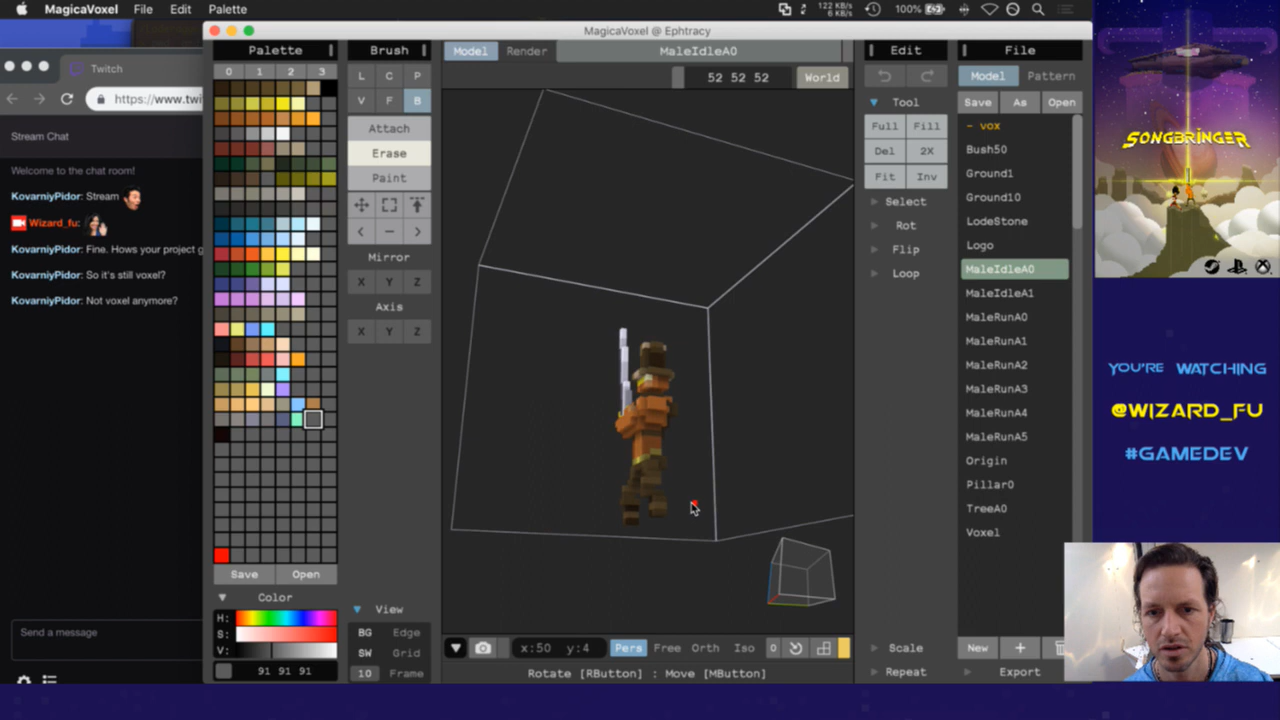 MagicaVoxel File Edit Palette
122 KB/s
6 KB/s
100%
MagicaVoxel @ Ephtracy
Twitch
https://www.twi
Stream Chat
Welcome to the chat room!
KovarniyPidor: Stream
Wizard_fu:
KovarniyPidor: Fine. Hows your project g
KovarniyPidor: So it's still voxel?
KovarniyPidor: Not voxel anymore?
Send a message
Palette
0 1 2 3
Save Open
Color
H:
S:
V:
91 91 91
Brush
L C P
V F B
Attach
Erase
Paint
Mirror
X Y Z
Axis
X Y Z
View
BG Edge
SW Grid
10 Frame
Model Render MaleIdleA0
52 52 52 World
x:50 y:4 Pers Free Orth Iso 0
Rotate [RButton] : Move [MButton]
Edit
Tool
Full Fill
Del 2X
Fit Inv
Select
Rot
Flip
Loop
Scale
Repeat
File
Model Pattern
Save As Open
- vox
Bush50
Ground1
Ground10
LodeStone
Logo
MaleIdleA0
MaleIdleA1
MaleRunA0
MaleRunA1
MaleRunA2
MaleRunA3
MaleRunA4
MaleRunA5
Origin
Pillar0
TreeA0
Voxel
New +
Export
SONGBRINGER
YOU'RE WATCHING
@WIZARD_FU
#GAMEDEV